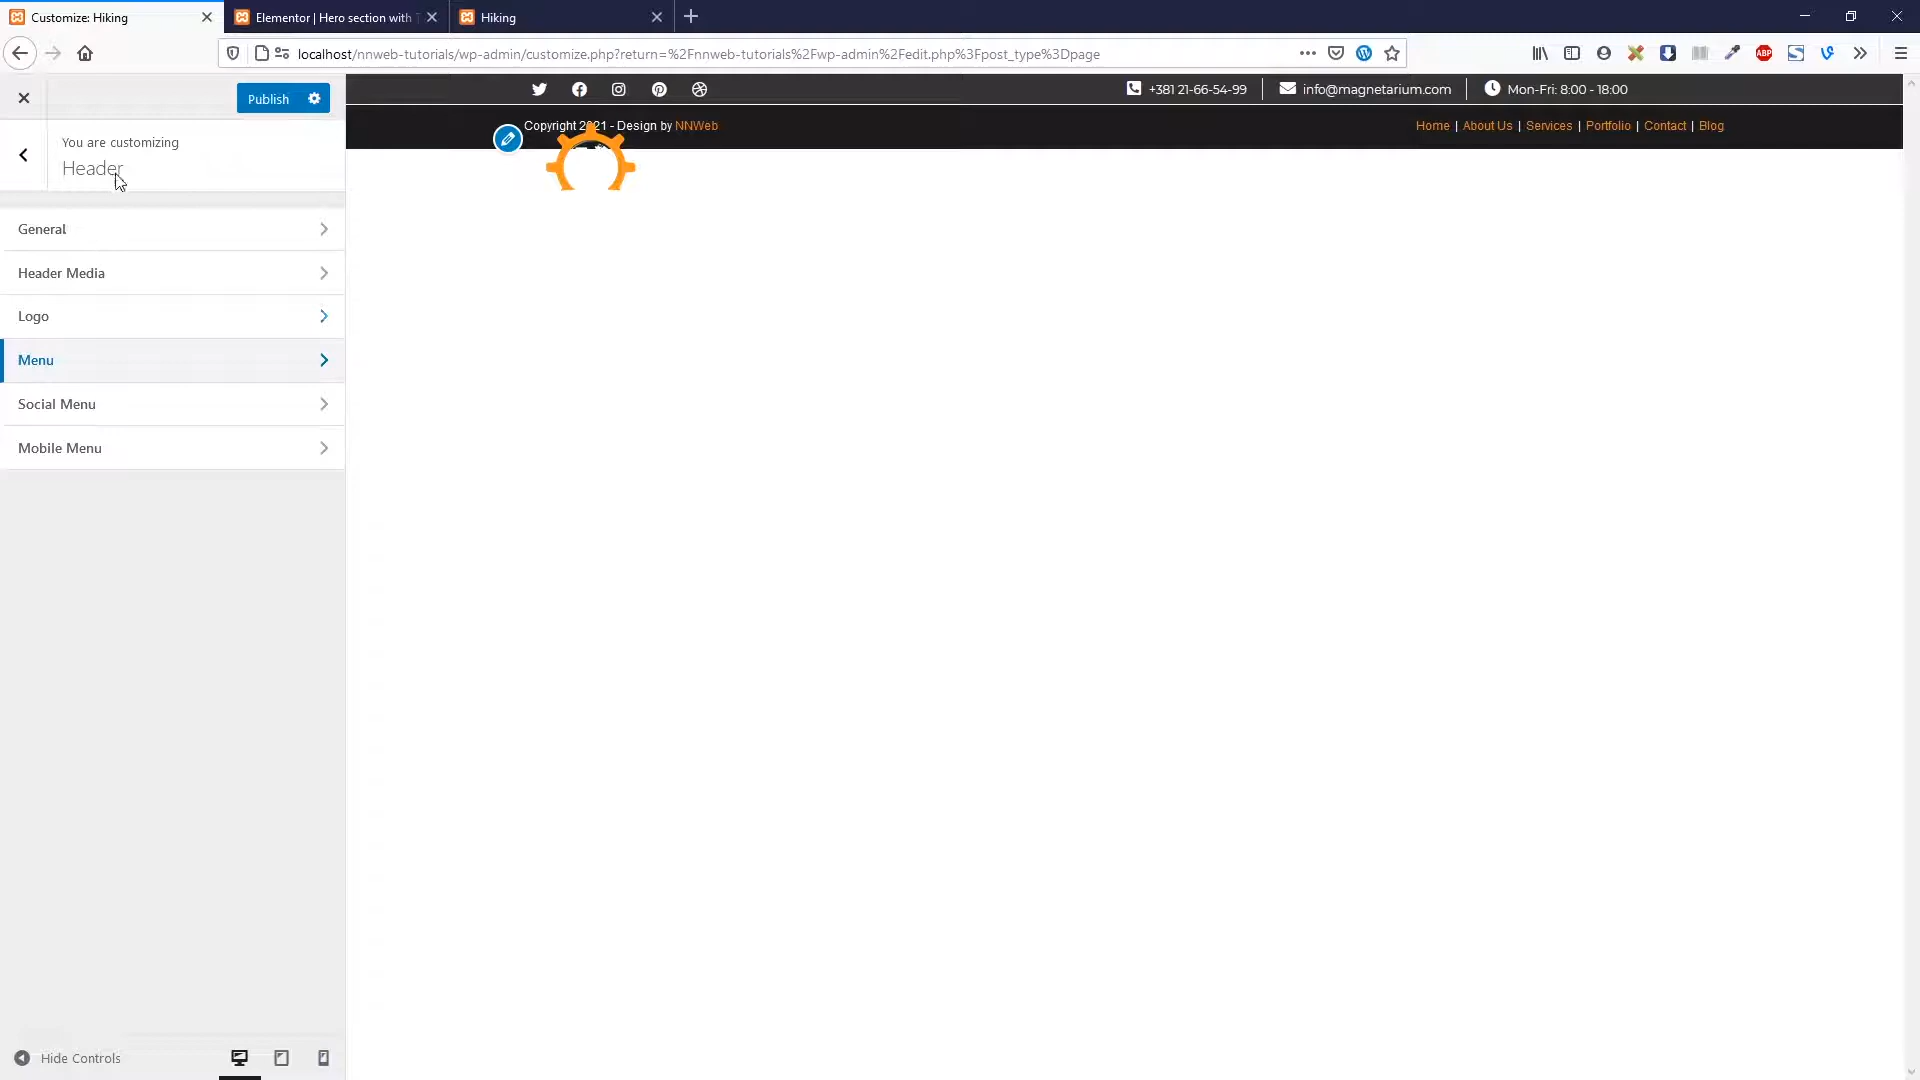 Customize: Hiking
Elementor | Hero section with
Hiking
localhost/nnweb-tutorials/wp-admin/customize.php?return=%2Fnnweb-tutorials%2Fwp-admin%2Fedit.php%3Fpost_type%3Dpage
ABP
Publish
+381 21-66-54-99
info@magnetarium.com
Mon-Fri: 8:00 - 18:00
Copyright 2021 - Design by NNWeb
Home | About Us | Services | Portfolio | Contact | Blog
You are customizing
Header
General
Header Media
Logo
Menu
Social Menu
Mobile Menu
Hide Controls